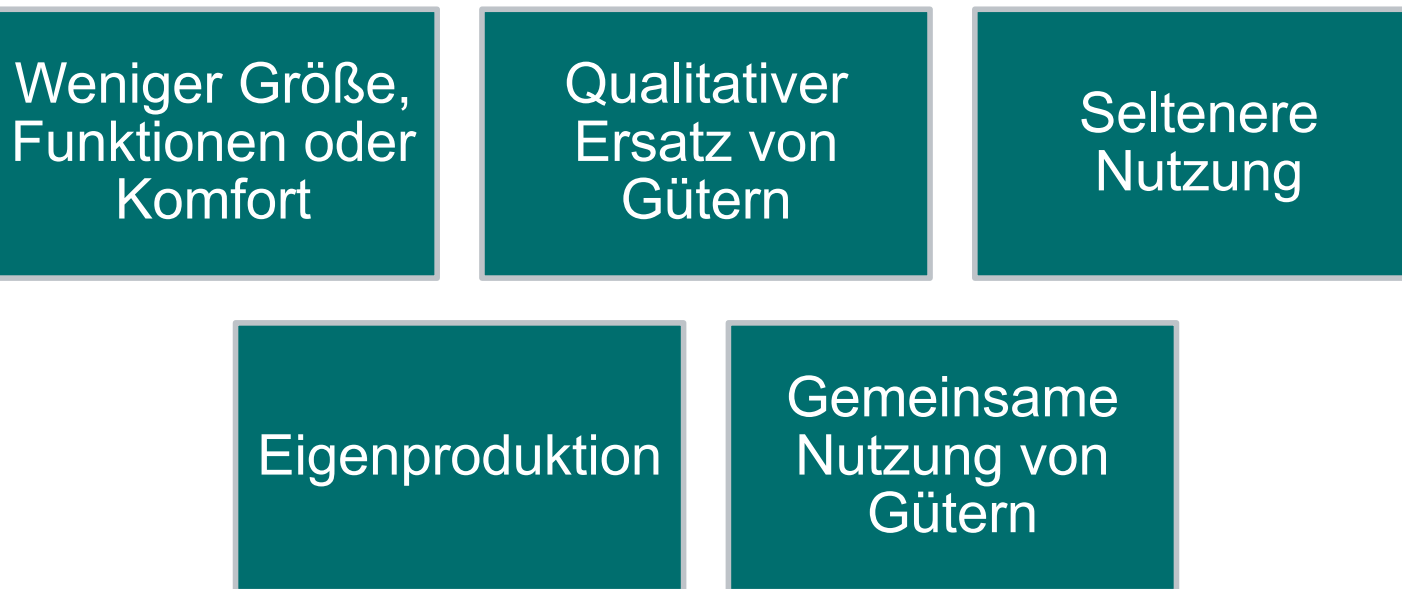 Weniger Größe,
Funktionen oder
Komfort
Qualitativer
Ersatz von
Gütern
Seltenere
Nutzung
Eigenproduktion
Gemeinsame
Nutzung von
Gütern